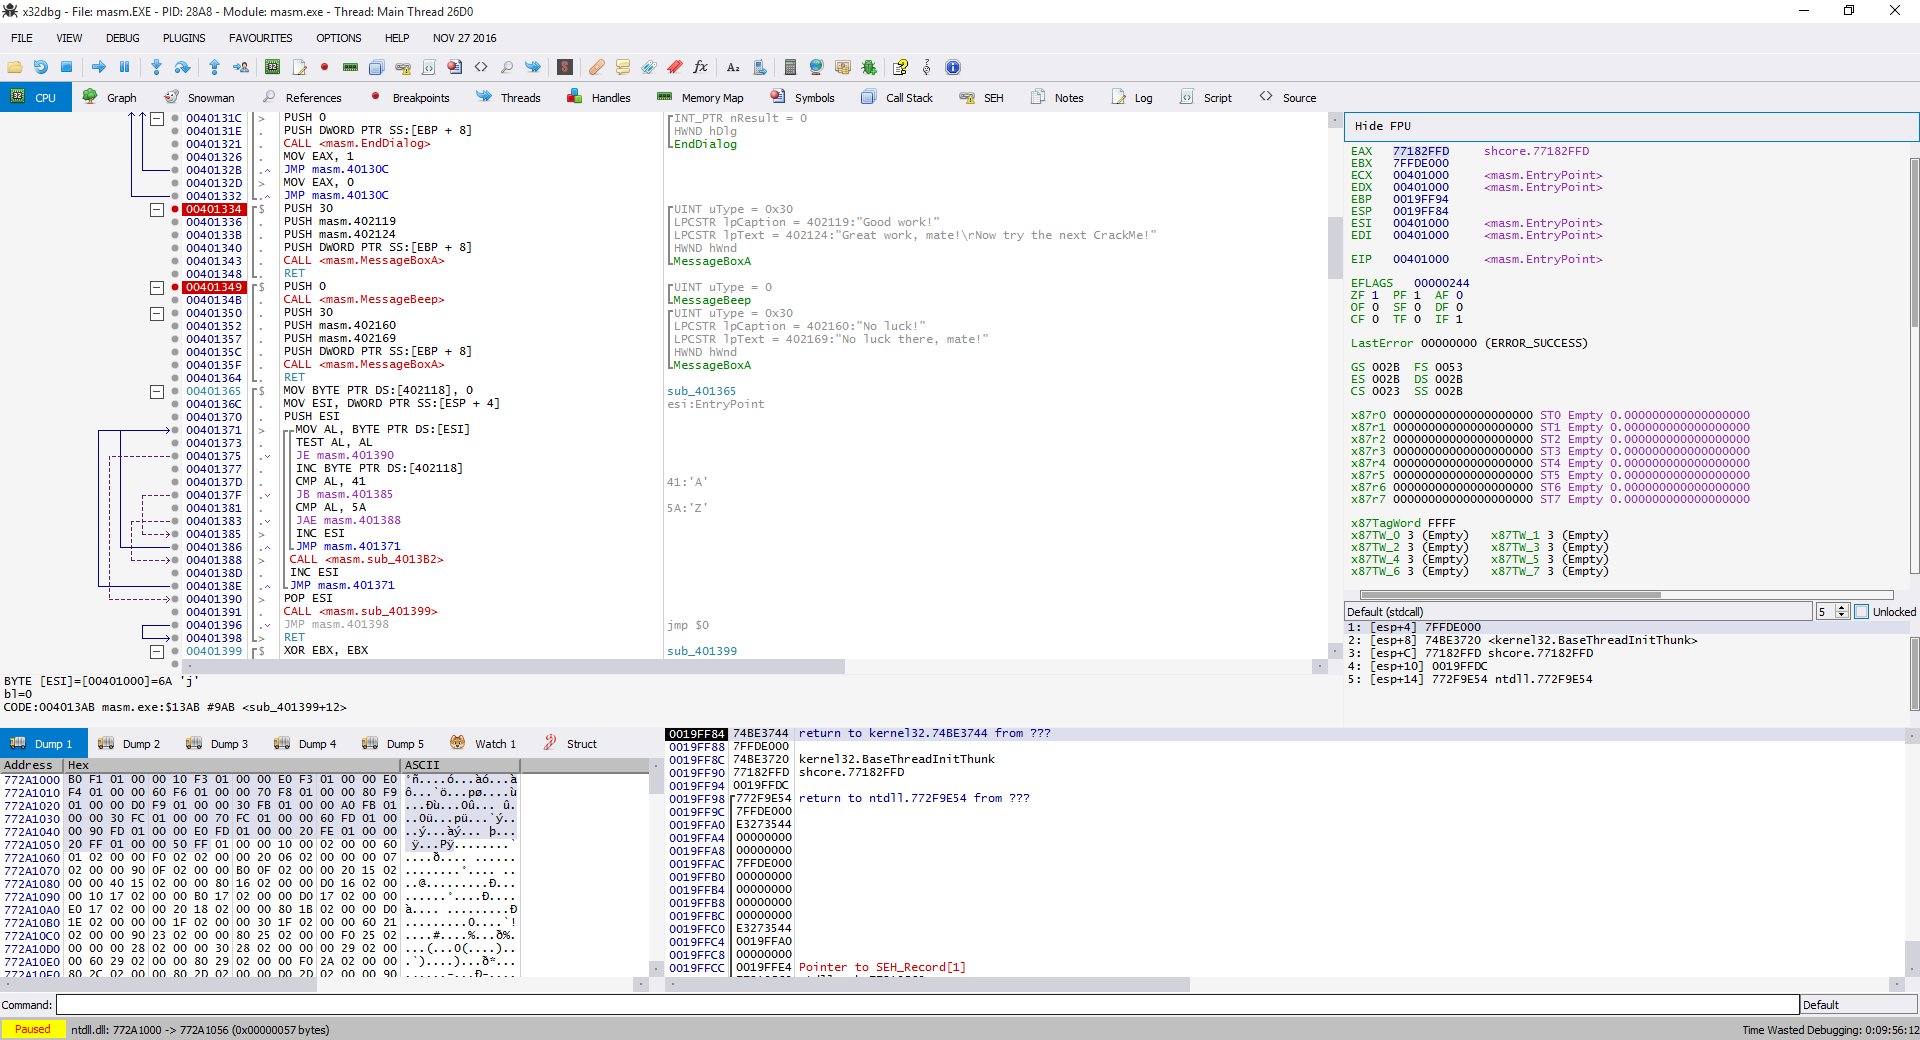 x32dbg - File: masm.EXE - PID: 28A8 - Module: masm.exe - Thread: Main Thread 26D0
FILE VIEW DEBUG PLUGINS FAVOURITES OPTIONS HELP NOV 27 2016
CPU Graph Snowman References Breakpoints Threads Handles Memory Map Symbols Call Stack SEH Notes Log Script Source
0040131C > PUSH 0 INT_PTR nResult = 0
0040131E . PUSH DWORD PTR SS:[EBP + 8] HWND hDlg
00401321 . CALL <masm.EndDialog> EndDialog
00401326 . MOV EAX, 1
0040132B .^ JMP masm.40130C
0040132D > MOV EAX, 0
00401332 .^ JMP masm.40130C
00401334 $ PUSH 30 UINT uType = 0x30
00401336 . PUSH masm.402119 LPCSTR lpCaption = 402119:"Good work!"
0040133B . PUSH masm.402124 LPCSTR lpText = 402124:"Great work, mate!\rNow try the next CrackMe!"
00401340 . PUSH DWORD PTR SS:[EBP + 8] HWND hWnd
00401343 . CALL <masm.MessageBoxA> MessageBoxA
00401348 . RET
00401349 $ PUSH 0 UINT uType = 0
0040134B . CALL <masm.MessageBeep> MessageBeep
00401350 . PUSH 30 UINT uType = 0x30
00401352 . PUSH masm.402160 LPCSTR lpCaption = 402160:"No luck!"
00401357 . PUSH masm.402169 LPCSTR lpText = 402169:"No luck there, mate!"
0040135C . PUSH DWORD PTR SS:[EBP + 8] HWND hWnd
0040135F . CALL <masm.MessageBoxA> MessageBoxA
00401364 . RET
00401365 $ MOV BYTE PTR DS:[402118], 0 sub_401365
0040136C . MOV ESI, DWORD PTR SS:[ESP + 4] esi:EntryPoint
00401370 . PUSH ESI
00401371 > MOV AL, BYTE PTR DS:[ESI]
00401373 . TEST AL, AL
00401375 .v JE masm.401390
00401377 . INC BYTE PTR DS:[402118]
0040137D . CMP AL, 41 41:'A'
0040137F .v JB masm.401385
00401381 . CMP AL, 5A 5A:'Z'
00401383 .v JAE masm.401388
00401385 > INC ESI
00401386 .^ JMP masm.401371
00401388 > CALL <masm.sub_4013B2>
0040138D . INC ESI
0040138E .^ JMP masm.401371
00401390 > POP ESI
00401391 . CALL <masm.sub_401399>
00401396 .v JMP masm.401398 jmp $0
00401398 > RET
00401399 $ XOR EBX, EBX sub_401399
BYTE [ESI]=[00401000]=6A 'j'
bl=0
CODE:004013AB masm.exe:$13AB #9AB <sub_401399+12>
Hide FPU
EAX 77182FFD shcore.77182FFD
EBX 7FFDE000
ECX 00401000 <masm.EntryPoint>
EDX 00401000 <masm.EntryPoint>
EBP 0019FF94
ESP 0019FF84
ESI 00401000 <masm.EntryPoint>
EDI 00401000 <masm.EntryPoint>
EIP 00401000 <masm.EntryPoint>
EFLAGS 00000244
ZF 1 PF 1 AF 0
OF 0 SF 0 DF 0
CF 0 TF 0 IF 1
LastError 00000000 (ERROR_SUCCESS)
GS 002B FS 0053
ES 002B DS 002B
CS 0023 SS 002B
x87r0 00000000000000000000 ST0 Empty 0.000000000000000000
x87r1 00000000000000000000 ST1 Empty 0.000000000000000000
x87r2 00000000000000000000 ST2 Empty 0.000000000000000000
x87r3 00000000000000000000 ST3 Empty 0.000000000000000000
x87r4 00000000000000000000 ST4 Empty 0.000000000000000000
x87r5 00000000000000000000 ST5 Empty 0.000000000000000000
x87r6 00000000000000000000 ST6 Empty 0.000000000000000000
x87r7 00000000000000000000 ST7 Empty 0.000000000000000000
x87TagWord FFFF
x87TW_0 3 (Empty) x87TW_1 3 (Empty)
x87TW_2 3 (Empty) x87TW_3 3 (Empty)
x87TW_4 3 (Empty) x87TW_5 3 (Empty)
x87TW_6 3 (Empty) x87TW_7 3 (Empty)
Default (stdcall) 5 Unlocked
1: [esp+4] 7FFDE000
2: [esp+8] 74BE3720 <kernel32.BaseThreadInitThunk>
3: [esp+C] 77182FFD shcore.77182FFD
4: [esp+10] 0019FFDC
5: [esp+14] 772F9E54 ntdll.772F9E54
Dump 1 Dump 2 Dump 3 Dump 4 Dump 5 Watch 1 Struct
Address Hex ASCII
772A1000 B0 F1 01 00 00 10 F3 01 00 00 E0 F3 01 00 00 E0 °ñ....ó...àó...à
772A1010 F4 01 00 00 60 F6 01 00 00 70 F8 01 00 00 80 F9 ô...`ö...pø....ù
772A1020 01 00 00 D0 F9 01 00 00 30 FB 01 00 00 A0 FB 01 ...Ðù...0û... û.
772A1030 00 00 30 FC 01 00 00 70 FC 01 00 00 60 FD 01 00 ..0ü...pü...`ý..
772A1040 00 90 FD 01 00 00 E0 FD 01 00 00 20 FE 01 00 00 ..ý...àý... þ...
772A1050 20 FF 01 00 00 50 FF 01 00 00 10 00 02 00 00 60 ÿ...Pÿ........`
772A1060 01 02 00 00 F0 02 02 00 00 20 06 02 00 00 00 07 ....ð.... ......
772A1070 02 00 00 90 0F 02 00 00 B0 0F 02 00 00 20 15 02 ........°.... ..
772A1080 00 00 40 15 02 00 00 80 16 02 00 00 D0 16 02 00 ..@.........Ð...
772A1090 00 10 17 02 00 00 B0 17 02 00 00 D0 17 02 00 00 ......°....Ð....
772A10A0 E0 17 02 00 00 20 18 02 00 00 80 1B 02 00 00 D0 à.... .........Ð
772A10B0 1E 02 00 00 00 1F 02 00 00 30 1F 02 00 00 60 21 .........0....`!
772A10C0 02 00 00 90 23 02 00 00 80 25 02 00 00 F0 25 02 ....#....%...ð%.
772A10D0 00 00 00 28 02 00 00 30 28 02 00 00 00 29 02 00 ...(...0(....)..
772A10E0 00 60 29 02 00 00 80 29 02 00 00 F0 2A 02 00 00 .`)....)...ð*...
772A10F0 80 2C 02 00 00 80 2D 02 00 00 D0 2D 02 00 00 90
0019FF84 74BE3744 return to kernel32.74BE3744 from ???
0019FF88 7FFDE000
0019FF8C 74BE3720 kernel32.BaseThreadInitThunk
0019FF90 77182FFD shcore.77182FFD
0019FF94 0019FFDC
0019FF98 772F9E54 return to ntdll.772F9E54 from ???
0019FF9C 7FFDE000
0019FFA0 E3273544
0019FFA4 00000000
0019FFA8 00000000
0019FFAC 7FFDE000
0019FFB0 00000000
0019FFB4 00000000
0019FFB8 00000000
0019FFBC 00000000
0019FFC0 E3273544
0019FFC4 0019FFA0
0019FFC8 00000000
0019FFCC 0019FFE4 Pointer to SEH_Record[1]
Command: Default
Paused ntdll.dll: 772A1000 -> 772A1056 (0x00000057 bytes) Time Wasted Debugging: 0:09:56:12